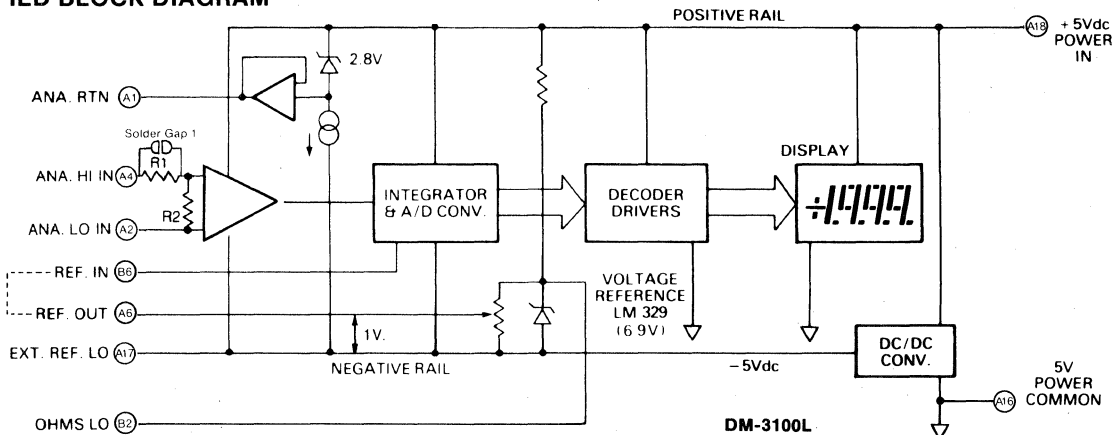 IED BLOCK DIAGRAM
POSITIVE RAIL
A18 + 5Vdc
POWER
IN
2.8V
ANA. RTN A1
Solder Gap 1
R1
ANA. HI IN A4
R2
ANA. LO IN A2
INTEGRATOR
& A/D CONV.
DECODER
DRIVERS
DISPLAY
REF. IN B6
REF. OUT A6
1V.
EXT. REF. LO A17
NEGATIVE RAIL
VOLTAGE
REFERENCE
LM 329
(6.9V)
−5Vdc
DC/DC
CONV.
A16
5V
POWER
COMMON
OHMS LO B2
DM-3100L